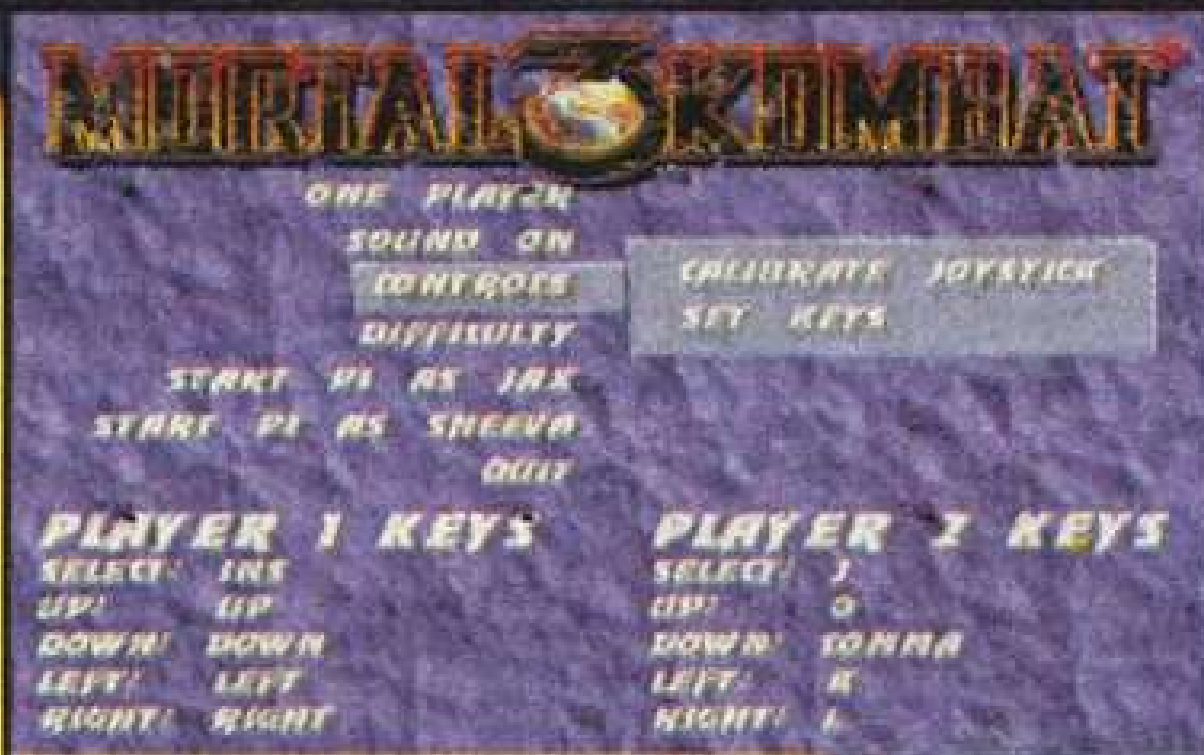 MORTAL 3 KOMBAT
ONE PLAYER
SOUND ON
CONTROLS
DIFFICULTY
START P1 AS JAX
START P2 AS SHEEVA
QUIT
CALIBRATE JOYSTICK
SET KEYS
PLAYER 1 KEYS
SELECT: INS
UP: UP
DOWN: DOWN
LEFT: LEFT
RIGHT: RIGHT
PLAYER 2 KEYS
SELECT: J
UP: O
DOWN: COMMA
LEFT: K
RIGHT: